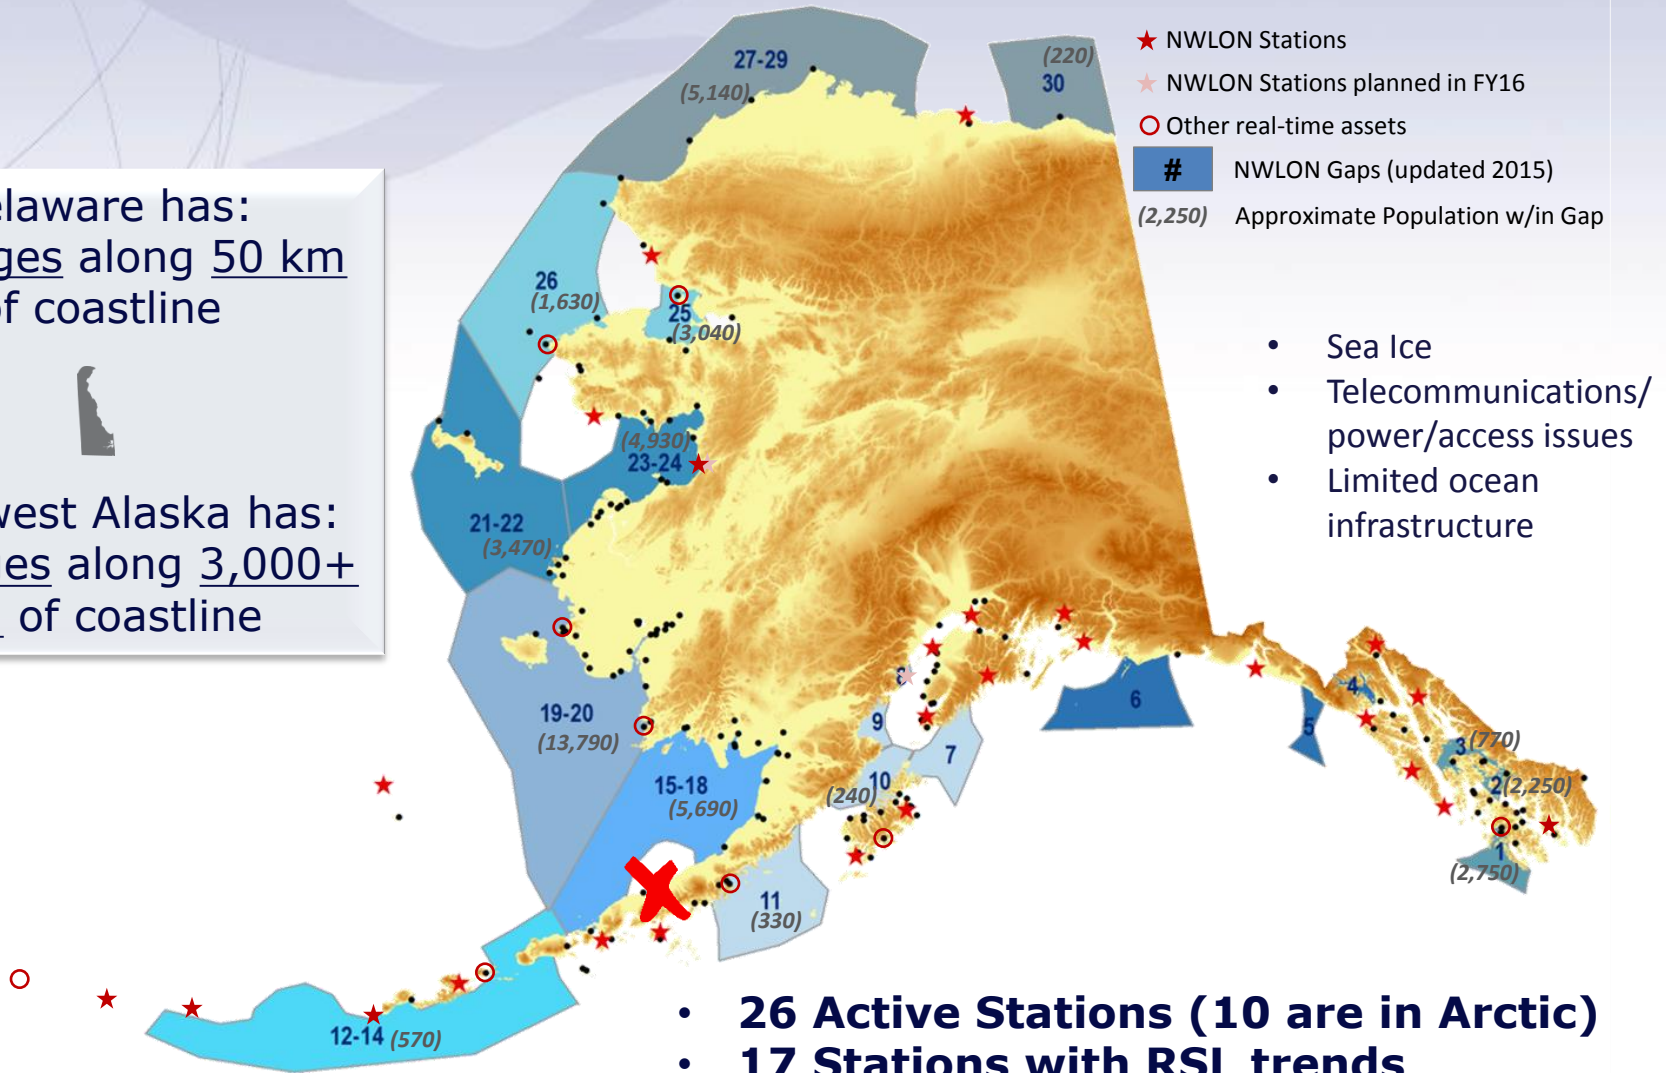 NWLON Stations
NWLON Stations planned in FY16
Other real-time assets
# NWLON Gaps (updated 2015)
(2,250) Approximate Population w/in Gap
27-29
(5,140)
(220)
30
26
(1,630)
25
(3,040)
(4,930)
23-24
21-22
(3,470)
19-20
(13,790)
15-18
(5,690)
8
9
10
(240)
7
6
5
4
3 (770)
2 (2,250)
1
(2,750)
11
(330)
12-14 (570)
has:
along 50 km
coastline
Alaska has:
along 3,000+
of coastline
• Sea Ice
• Telecommunications/
power/access issues
• Limited ocean
infrastructure
• 26 Active Stations (10 are in Arctic)
• 17 Stations with RSL trends